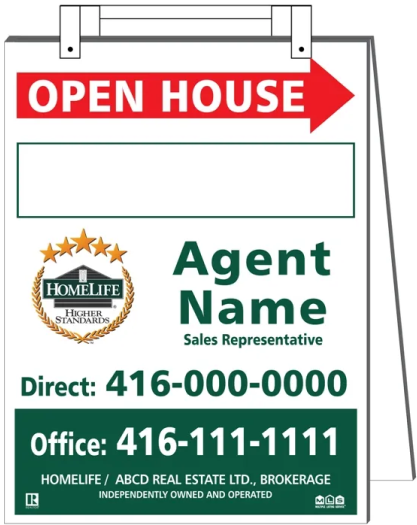 OPEN HOUSE
HOMELIFE
HIGHER
STANDARDS
Agent
Name
Sales Representative
Direct: 416-000-0000
Office: 416-111-1111
HOMELIFE / ABCD REAL ESTATE LTD., BROKERAGE
INDEPENDENTLY OWNED AND OPERATED
MLS